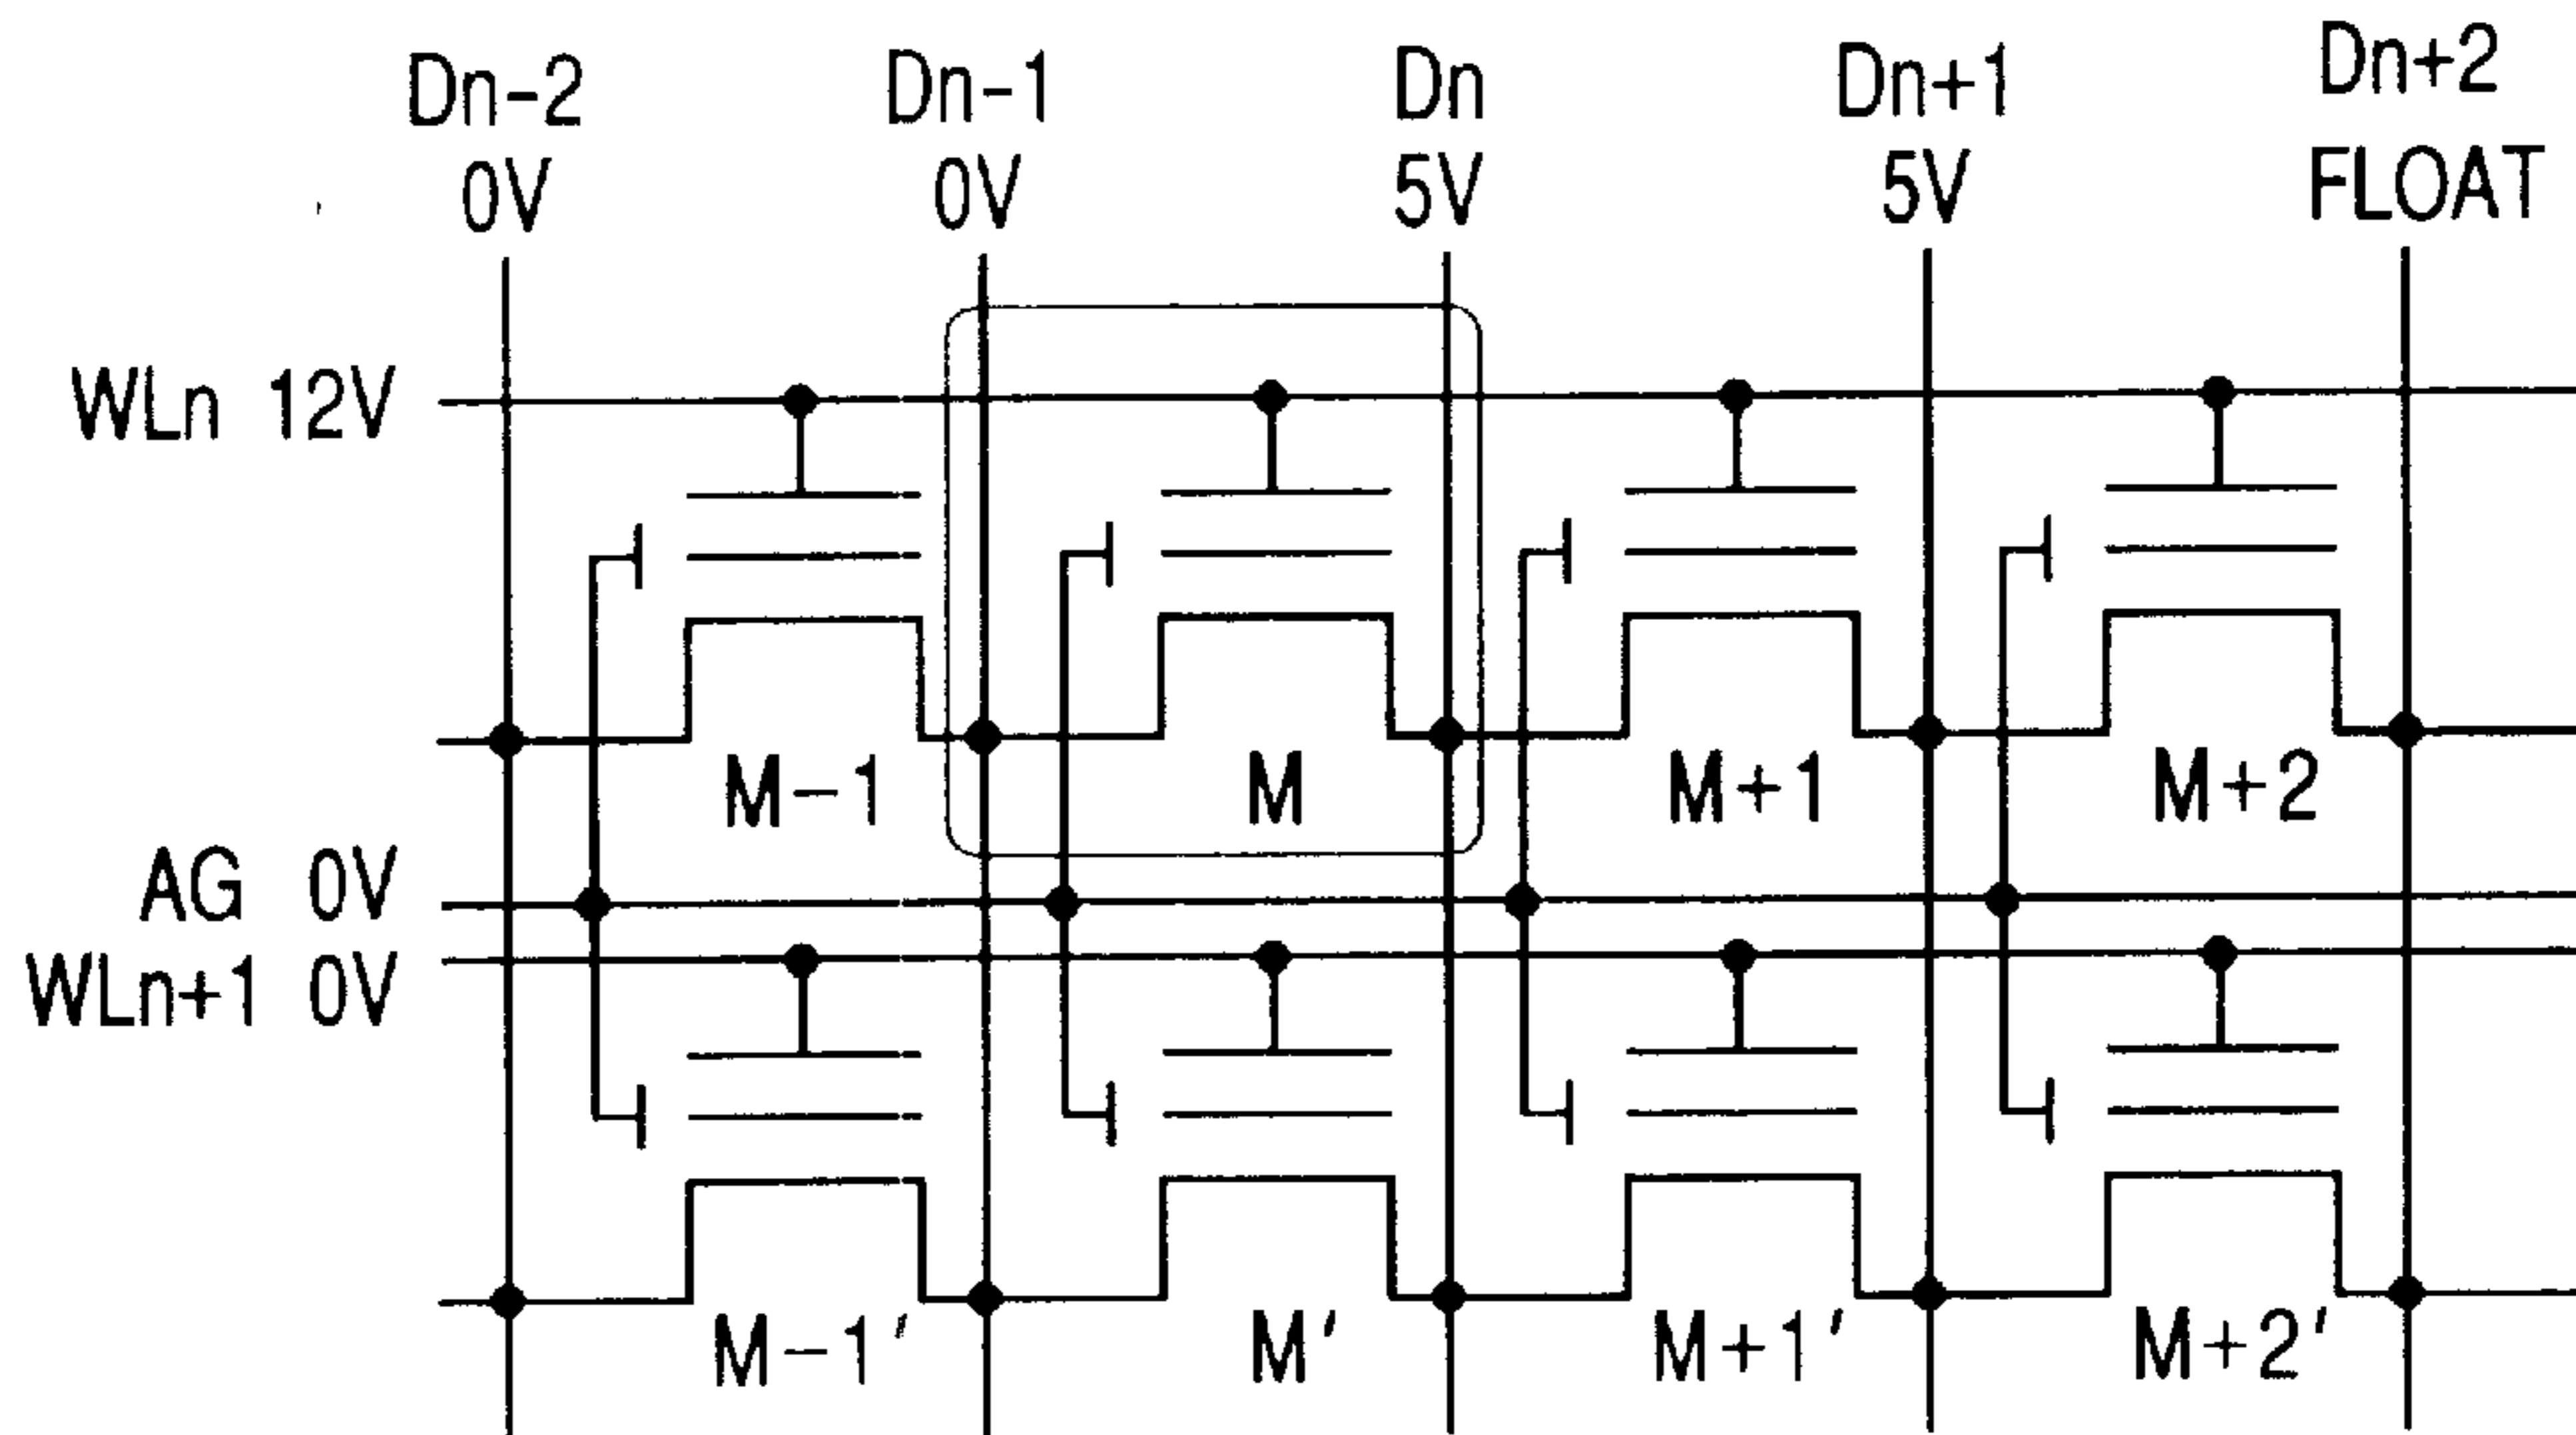 Dn-2 Dn-1 Dn Dn+1 Dn+2
0V 0V 5V 5V FLOAT
WLn 12V
M-1 M M+1 M+2
AG 0V
WLn+1 0V
M-1′ M′ M+1′ M+2′